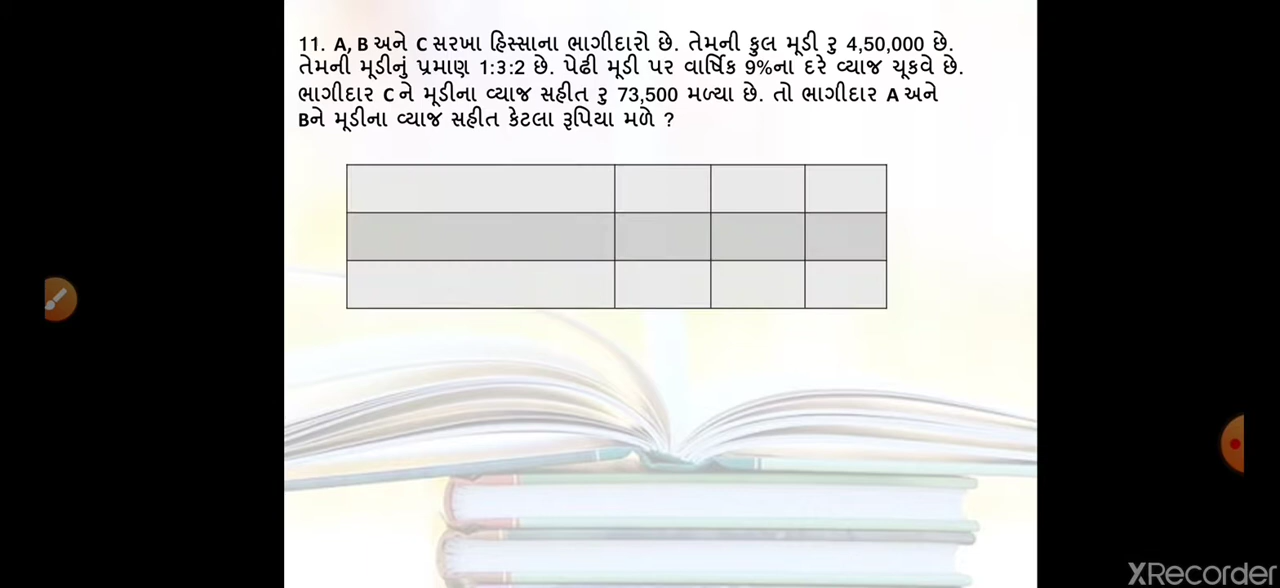 11. A, B અને C સરખા હિસ્સાના ભાગીદારો છે. તેમની કુલ મૂડી રુ 4,50,000 છે.
તેમની મૂડીનું પ્રમાણ 1:3:2 છે. પેઢી મૂડી પર વાર્ષિક 9%ના દરે વ્યાજ ચૂકવે છે.
ભાગીદાર C ને મૂડીના વ્યાજ સહીત રુ 73,500 મળ્યા છે. તો ભાગીદાર A અને
Bને મૂડીના વ્યાજ સહીત કેટલા રૂપિયા મળે ?
XRecorder